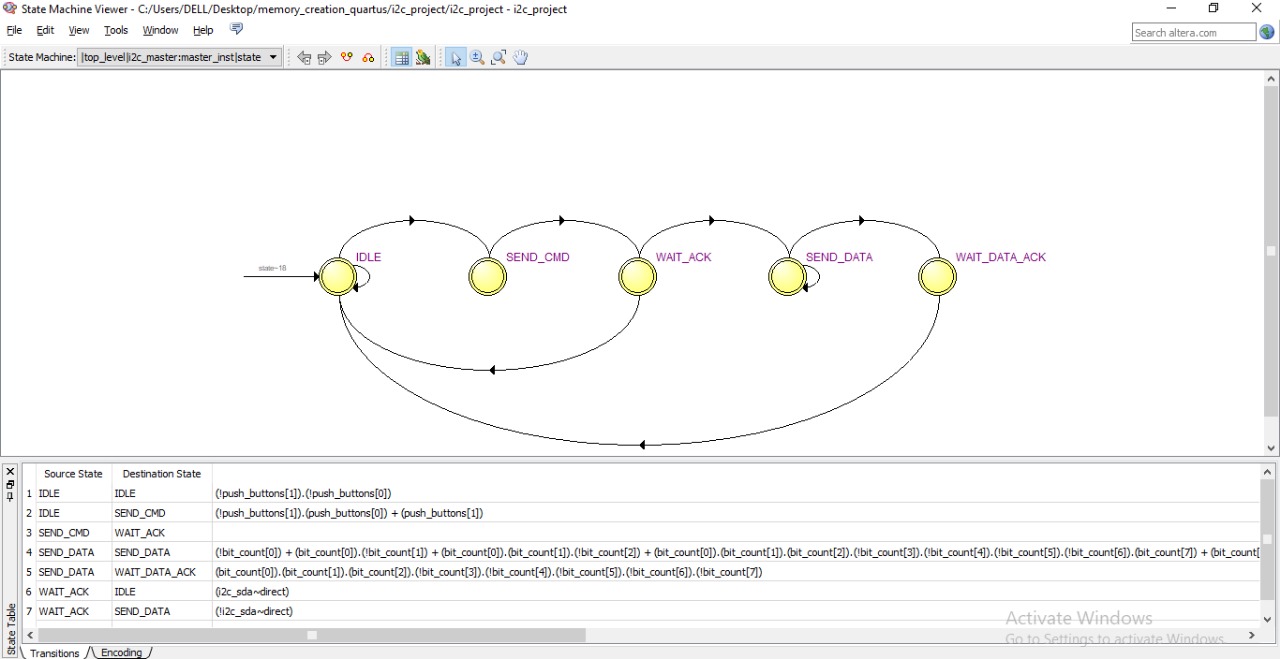 State Machine Viewer - C:/Users/DELL/Desktop/memory_creation_quartus/i2c_project/i2c_project - i2c_project
File Edit View Tools Window Help
Search altera.com
State Machine: |top_level|i2c_master:master_inst|state
state~18
IDLE SEND_CMD WAIT_ACK SEND_DATA WAIT_DATA_ACK
Source State Destination State
1 IDLE IDLE (!push_buttons[1]).(!push_buttons[0])
2 IDLE SEND_CMD (!push_buttons[1]).(push_buttons[0]) + (push_buttons[1])
3 SEND_CMD WAIT_ACK
4 SEND_DATA SEND_DATA (!bit_count[0]) + (bit_count[0]).(!bit_count[1]) + (bit_count[0]).(bit_count[1]).(!bit_count[2]) + (bit_count[0]).(bit_count[1]).(bit_count[2]).(!bit_count[3]).(!bit_count[4]).(!bit_count[5]).(!bit_count[6]).(bit_count[7]) + (bit_count[
5 SEND_DATA WAIT_DATA_ACK (bit_count[0]).(bit_count[1]).(bit_count[2]).(!bit_count[3]).(!bit_count[4]).(!bit_count[5]).(!bit_count[6]).(!bit_count[7])
6 WAIT_ACK IDLE (i2c_sda~direct)
7 WAIT_ACK SEND_DATA (!i2c_sda~direct)
Activate Windows
Go to Settings to activate Windows.
State Table
Transitions Encoding